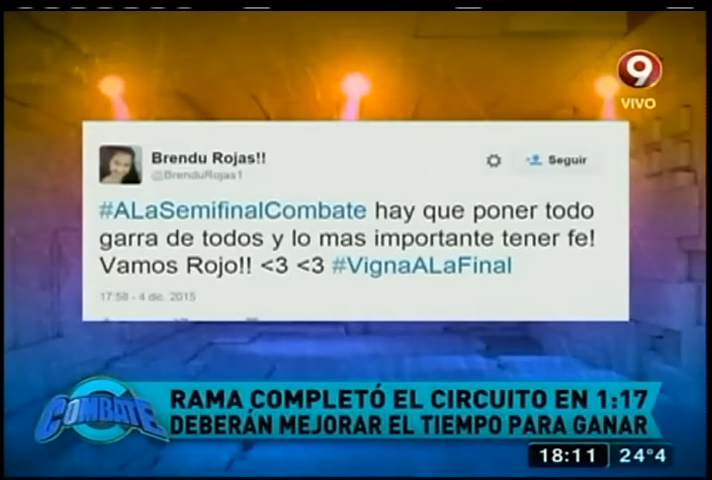 9
VIVO
Brendu Rojas!!
@BrenduRojas1
Seguir
#ALaSemifinalCombate hay que poner todo
garra de todos y lo mas importante tener fe!
Vamos Rojo!! <3 <3 #VignaALaFinal
17:58 - 4 dic. 2015
COMBATE
RAMA COMPLETÓ EL CIRCUITO EN 1:17
DEBERÁN MEJORAR EL TIEMPO PARA GANAR
18:11 24°4